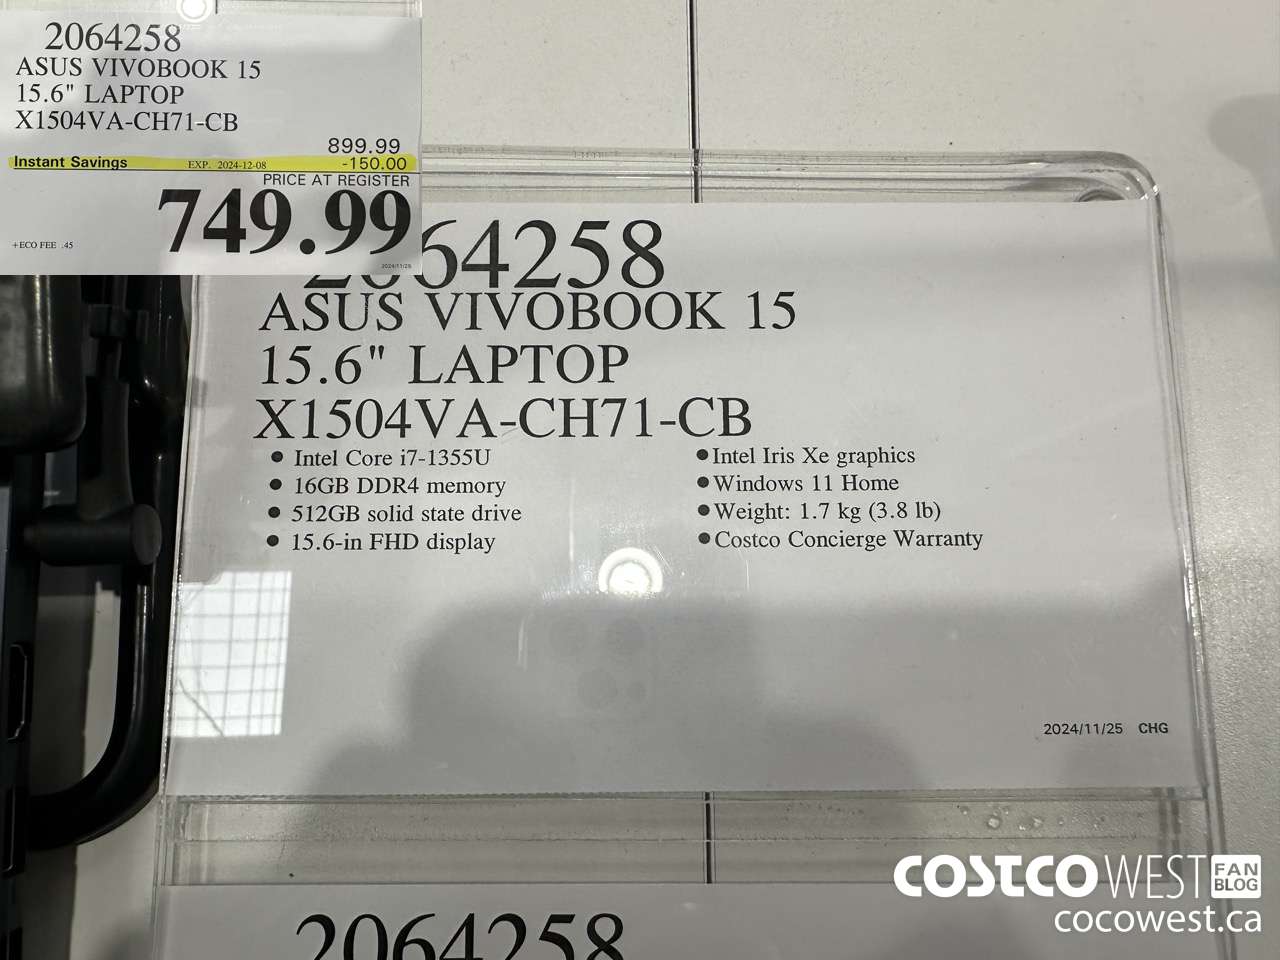 2064258
ASUS VIVOBOOK 15
15.6" LAPTOP
X1504VA-CH71-CB
899.99
Instant Savings EXP. 2024-12-08 -150.00
PRICE AT REGISTER
749.99
+ECO FEE .45
2024/11/25
2064258
ASUS VIVOBOOK 15
15.6" LAPTOP
X1504VA-CH71-CB
● Intel Core i7-1355U
● 16GB DDR4 memory
● 512GB solid state drive
● 15.6-in FHD display
● Intel Iris Xe graphics
● Windows 11 Home
● Weight: 1.7 kg (3.8 lb)
● Costco Concierge Warranty
2024/11/25 CHG
2064258
COSTCO WEST FAN BLOG
cocowest.ca